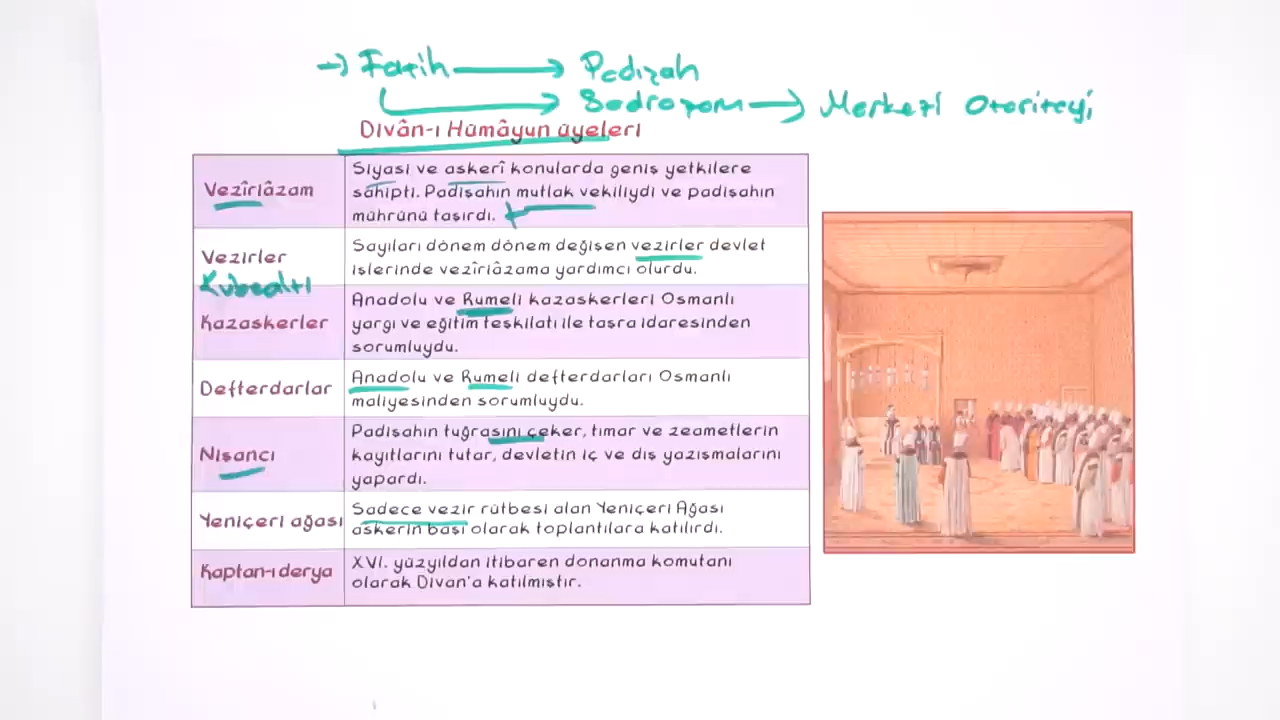 → Fatih → Padişah
→ Sadrazam → Merkezi Otoriteyi
Divân-ı Hümâyun üyeleri
Vezîriâzam
Siyasi ve askerî konularda geniş yetkilere
sahipti. Padişahın mutlak vekiliydi ve padişahın
mührünü taşırdı.
Vezirler
Kubbealtı
Sayıları dönem dönem değişen vezirler devlet
işlerinde vezîriâzama yardımcı olurdu.
Kazaskerler
Anadolu ve Rumeli kazaskerleri Osmanlı
yargı ve eğitim teşkilatı ile taşra idaresinden
sorumluydu.
Defterdarlar
Anadolu ve Rumeli defterdarları Osmanlı
maliyesinden sorumluydu.
Nişancı
Padişahın tuğrasını çeker, tımar ve zeametlerin
kayıtlarını tutar, devletin iç ve dış yazışmalarını
yapardı.
Yeniçeri ağası
Sadece vezir rütbesi alan Yeniçeri Ağası
askerin başı olarak toplantılara katılırdı.
Kaptan-ı derya
XVI. yüzyıldan itibaren donanma komutanı
olarak Divan'a katılmıştır.